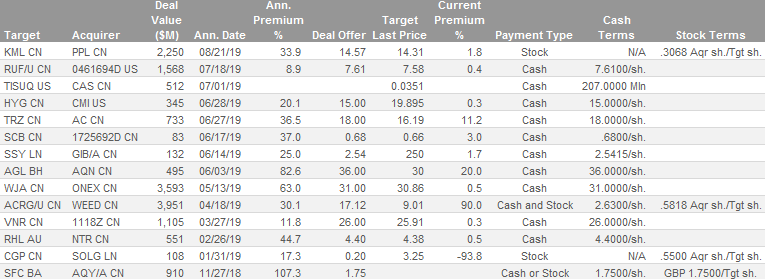 Deal Ann. Target Current
Target Acquirer Value ($M) Ann. Date Premium % Deal Offer Last Price Premium % Payment Type Cash Terms Stock Terms
KML CN PPL CN 2,250 08/21/19 33.9 14.57 14.31 1.8 Stock N/A .3068 Aqr sh./Tgt sh.
RUF/U CN 0461694D US 1,568 07/18/19 8.9 7.61 7.58 0.4 Cash 7.6100/sh.
TISUQ US CAS CN 512 07/01/19 0.0351 Cash 207.0000 Mln
HYG CN CMI US 345 06/28/19 20.1 15.00 19.895 0.3 Cash 15.0000/sh.
TRZ CN AC CN 733 06/27/19 36.5 18.00 16.19 11.2 Cash 18.0000/sh.
SCB CN 1725692D CN 83 06/17/19 37.0 0.68 0.66 3.0 Cash .6800/sh.
SSY LN GIB/A CN 132 06/14/19 25.0 2.54 250 1.7 Cash 2.5415/sh.
AGL BH AQN CN 495 06/03/19 82.6 36.00 30 20.0 Cash 36.0000/sh.
WJA CN ONEX CN 3,593 05/13/19 63.0 31.00 30.86 0.5 Cash 31.0000/sh.
ACRG/U CN WEED CN 3,951 04/18/19 30.1 17.12 9.01 90.0 Cash and Stock 2.6300/sh. .5818 Aqr sh./Tgt sh.
VNR CN 1118Z CN 1,105 03/27/19 11.8 26.00 25.91 0.3 Cash 26.0000/sh.
RHL AU NTR CN 551 02/26/19 44.7 4.40 4.38 0.5 Cash 4.4000/sh.
CGP CN SOLG LN 108 01/31/19 17.3 0.20 3.25 -93.8 Stock N/A .5500 Aqr sh./Tgt sh.
SFC BA AQY/A CN 910 11/27/18 107.3 1.75 Cash or Stock 1.7500/sh. GBP 1.7500/Tgt sh.